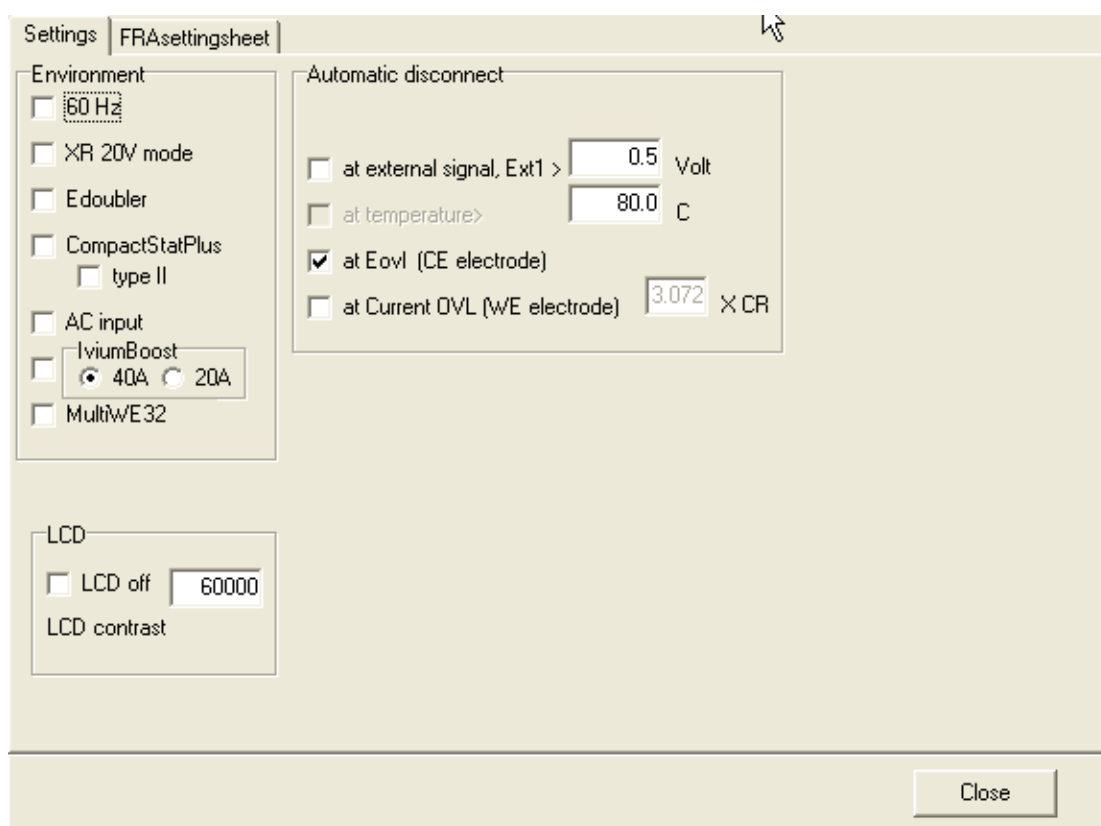 Settings
FRAsettingsheet
Environment
60 Hz
XR 20V mode
Edoubler
CompactStatPlus
type II
AC input
IviumBoost
40A
20A
MultiWE32
Automatic disconnect
at external signal, Ext1 > 0.5 Volt
at temperature> 80.0 C
at Eovl (CE electrode)
at Current OVL (WE electrode) 3.072 X CR
LCD
LCD off 60000
LCD contrast
Close